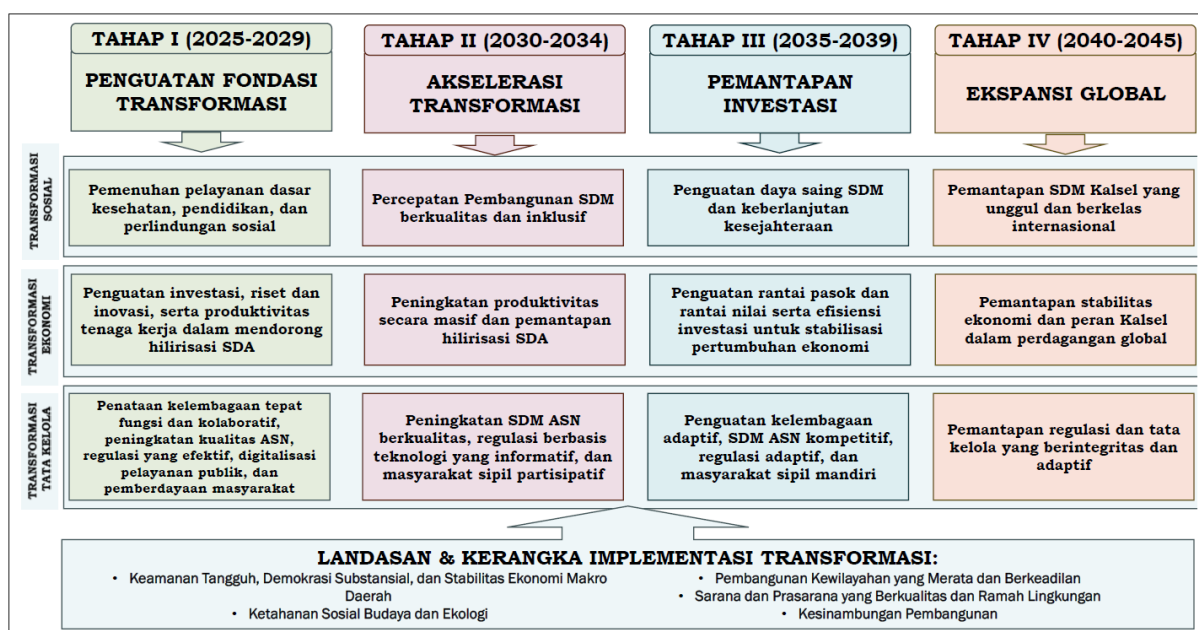 TAHAP I (2025-2029)
PENGUATAN FONDASI
TRANSFORMASI
TAHAP II (2030-2034)
AKSELERASI
TRANSFORMASI
TAHAP III (2035-2039)
PEMANTAPAN
INVESTASI
TAHAP IV (2040-2045)
EKSPANSI GLOBAL
TRANSFORMASI
SOSIAL
Pemenuhan pelayanan dasar
kesehatan, pendidikan, dan
perlindungan sosial
Percepatan Pembangunan SDM
berkualitas dan inklusif
Penguatan daya saing SDM
dan keberlanjutan
kesejahteraan
Pemantapan SDM Kalsel yang
unggul dan berkelas
internasional
TRANSFORMASI
EKONOMI
Penguatan investasi, riset dan
inovasi, serta produktivitas
tenaga kerja dalam mendorong
hilirisasi SDA
Peningkatan produktivitas
secara masif dan pemantapan
hilirisasi SDA
Penguatan rantai pasok dan
rantai nilai serta efisiensi
investasi untuk stabilisasi
pertumbuhan ekonomi
Pemantapan stabilitas
ekonomi dan peran Kalsel
dalam perdagangan global
TRANSFORMASI
TATA KELOLA
Penataan kelembagaan tepat
fungsi dan kolaboratif,
peningkatan kualitas ASN,
regulasi yang efektif, digitalisasi
pelayanan publik, dan
pemberdayaan masyarakat
Peningkatan SDM ASN
berkualitas, regulasi berbasis
teknologi yang informatif, dan
masyarakat sipil partisipatif
Penguatan kelembagaan
adaptif, SDM ASN kompetitif,
regulasi adaptif, dan
masyarakat sipil mandiri
Pemantapan regulasi dan tata
kelola yang berintegritas dan
adaptif
LANDASAN & KERANGKA IMPLEMENTASI TRANSFORMASI:
• Keamanan Tangguh, Demokrasi Substansial, dan Stabilitas Ekonomi Makro
Daerah
• Ketahanan Sosial Budaya dan Ekologi
• Pembangunan Kewilayahan yang Merata dan Berkeadilan
• Sarana dan Prasarana yang Berkualitas dan Ramah Lingkungan
• Kesinambungan Pembangunan